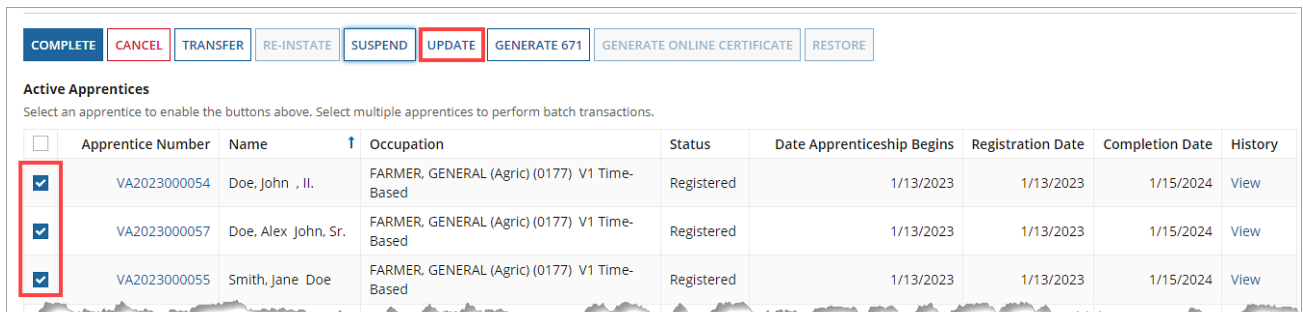 COMPLETE CANCEL TRANSFER RE-INSTATE SUSPEND UPDATE GENERATE 671 GENERATE ONLINE CERTIFICATE RESTORE
Active Apprentices
Select an apprentice to enable the buttons above. Select multiple apprentices to perform batch transactions.
Apprentice Number Name ↑ Occupation Status Date Apprenticeship Begins Registration Date Completion Date History
VA2023000054 Doe, John , II. FARMER, GENERAL (Agric) (0177) V1 Time-
Based Registered 1/13/2023 1/13/2023 1/15/2024 View
VA2023000057 Doe, Alex John, Sr. FARMER, GENERAL (Agric) (0177) V1 Time-
Based Registered 1/13/2023 1/13/2023 1/15/2024 View
VA2023000055 Smith, Jane Doe FARMER, GENERAL (Agric) (0177) V1 Time-
Based Registered 1/13/2023 1/13/2023 1/15/2024 View